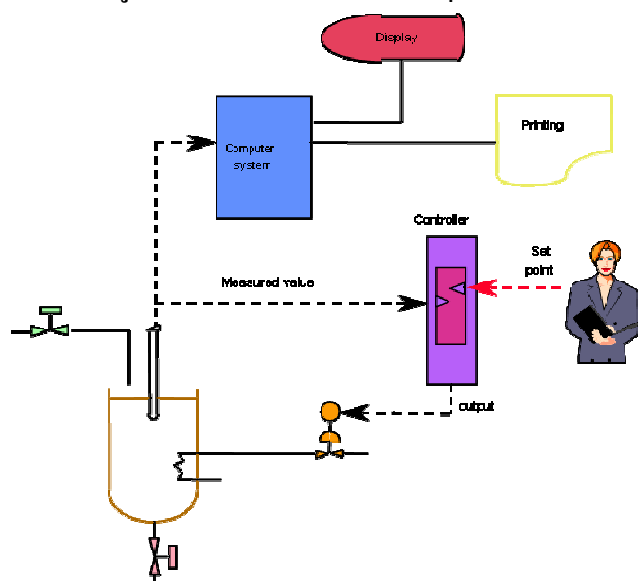 Display
Printing
Computer
system
Controller
Set
point
Measured value
output